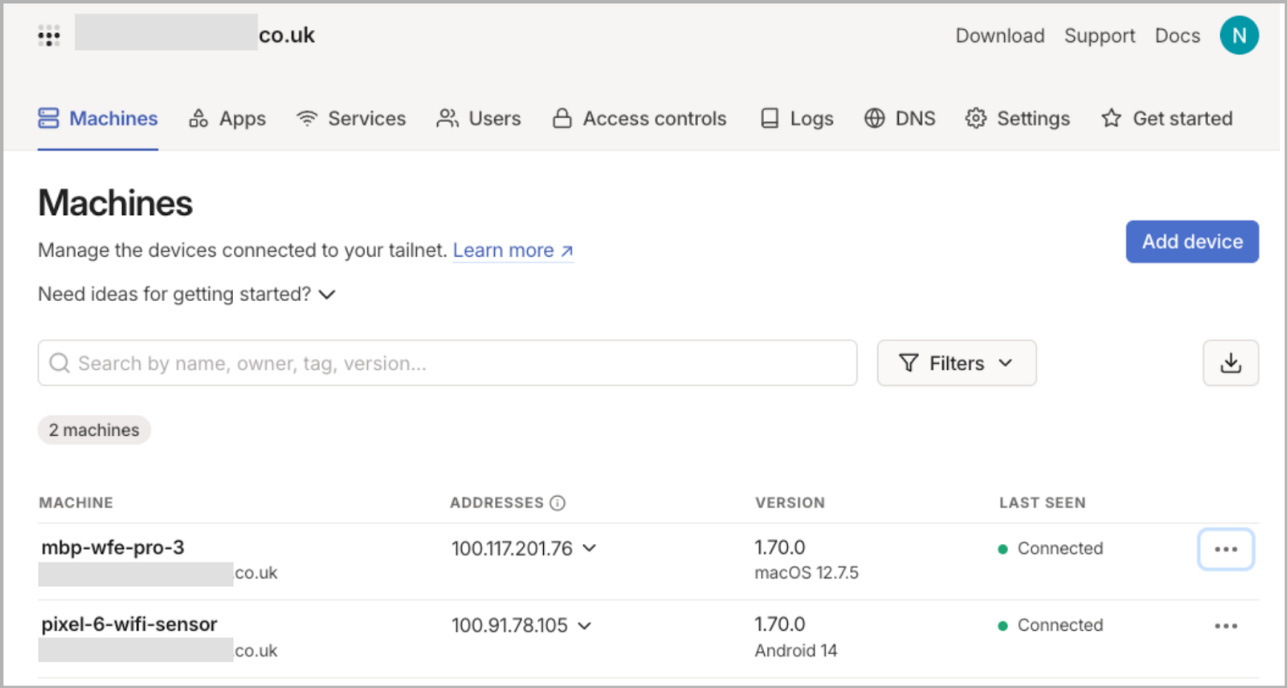 co.uk
Download Support Docs N
Machines Apps Services Users Access controls Logs DNS Settings Get started
Machines
Manage the devices connected to your tailnet. Learn more ↗
Add device
Need ideas for getting started?
Search by name, owner, tag, version...
Filters
2 machines
MACHINE ADDRESSES VERSION LAST SEEN
mbp-wfe-pro-3 100.117.201.76 1.70.0 Connected
co.uk macOS 12.7.5
pixel-6-wifi-sensor 100.91.78.105 1.70.0 Connected
co.uk Android 14